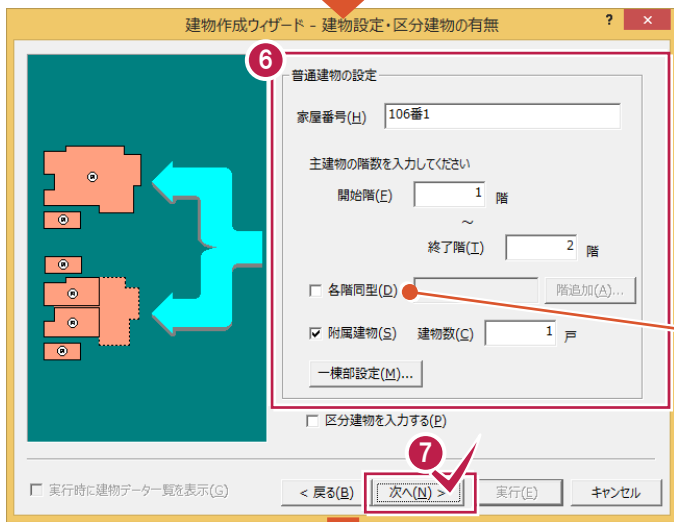 建物作成ウィザード - 建物設定・区分建物の有無 ? ×
6
普通建物の設定
家屋番号(H) 106番1
主建物の階数を入力してください
開始階(F) 1 階
～
終了階(T) 2 階
各階同型(D) 階追加(A)...
附属建物(S) 建物数(C) 1 戸
一棟部設定(M)...
区分建物を入力する(P)
7
実行時に建物データ一覧を表示(G) < 戻る(B) 次へ(N) > 実行(E) キャンセル